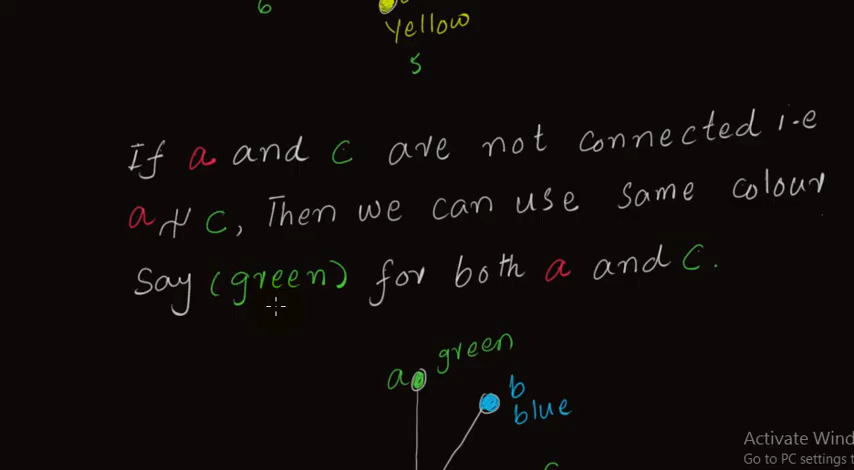 6
Yellow
5
If a and c are not connected i.e
a ≁ c, Then we can use same colour
Say (green) for both a and c.
a green
b
blue
c
Activate Wind
Go to PC settings t